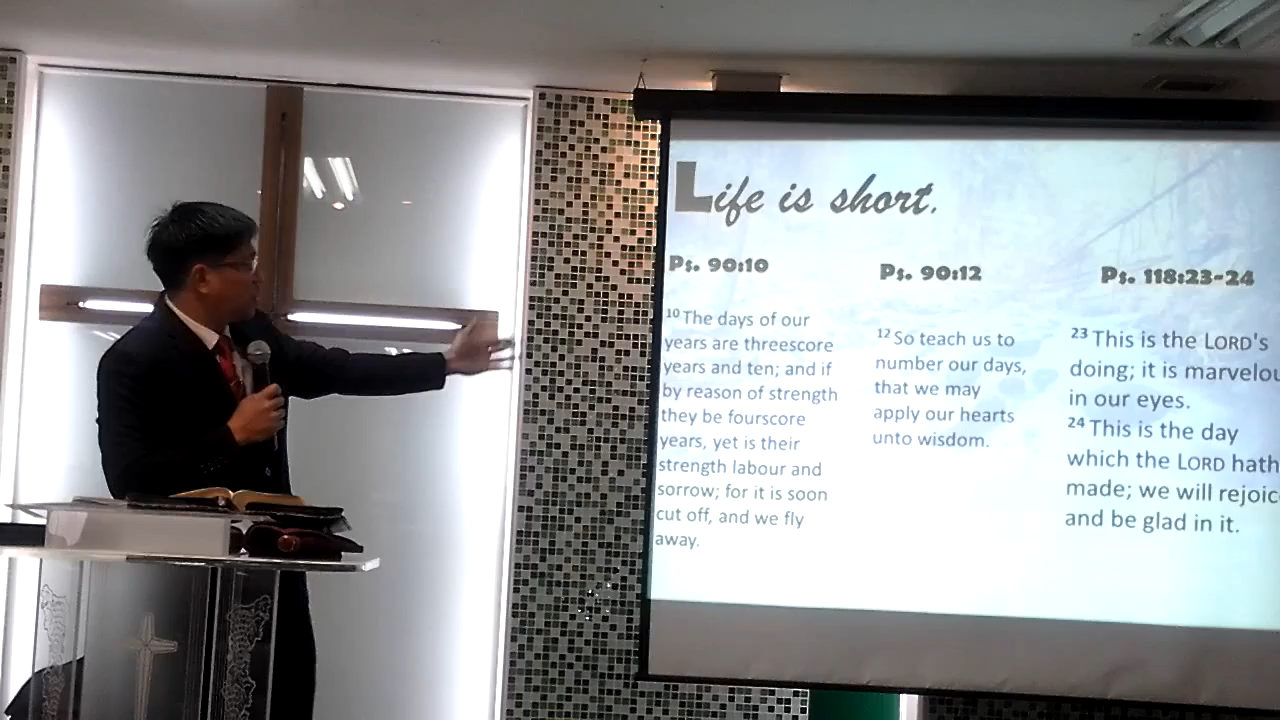 Life is short.
Ps. 90:10
10 The days of our
years are threescore
years and ten; and if
by reason of strength
they be fourscore
years, yet is their
strength labour and
sorrow; for it is soon
cut off, and we fly
away.
Ps. 90:12
12 So teach us to
number our days,
that we may
apply our hearts
unto wisdom.
Ps. 118:23-24
23 This is the LORD's
doing; it is marvelou
in our eyes.
24 This is the day
which the LORD hath
made; we will rejoic
and be glad in it.